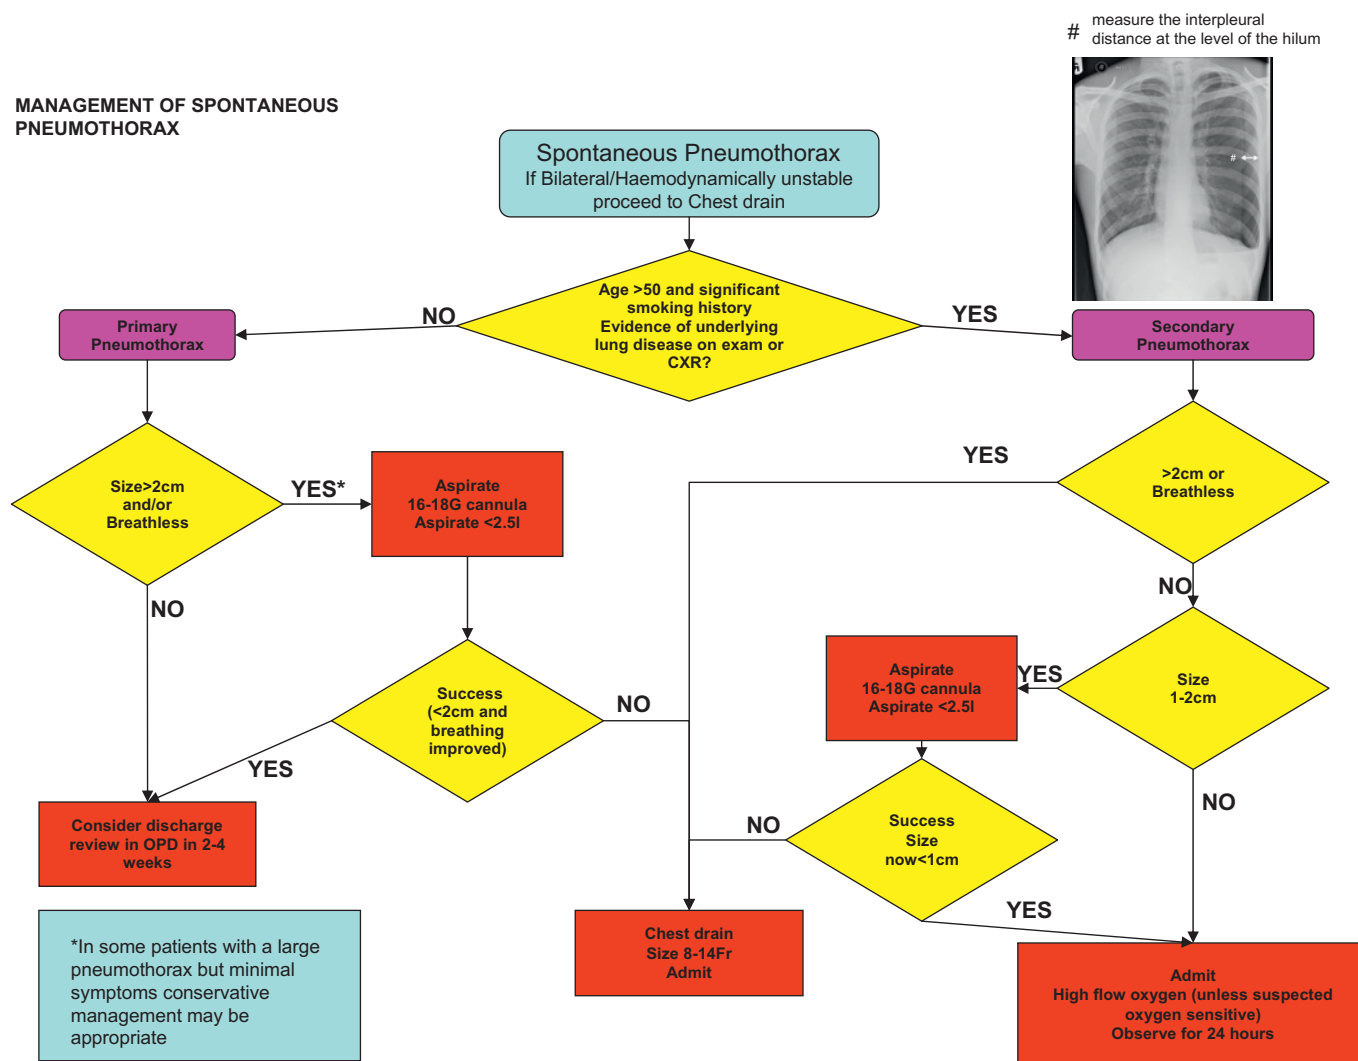 # measure the interpleural
distance at the level of the hilum
MANAGEMENT OF SPONTANEOUS
PNEUMOTHORAX
Spontaneous Pneumothorax
If Bilateral/Haemodynamically unstable
proceed to Chest drain
#
Age >50 and significant
smoking history
Evidence of underlying
lung disease on exam or
CXR?
NO
YES
Primary
Pneumothorax
Secondary
Pneumothorax
Size>2cm
and/or
Breathless
YES*
Aspirate
16-18G cannula
Aspirate <2.5l
YES
>2cm or
Breathless
NO
NO
Success
(<2cm and
breathing
improved)
NO
YES
Aspirate
16-18G cannula
Aspirate <2.5l
YES
Size
1-2cm
Consider discharge
review in OPD in 2-4
weeks
NO
Success
Size
now<1cm
NO
YES
*In some patients with a large
pneumothorax but minimal
symptoms conservative
management may be
appropriate
Chest drain
Size 8-14Fr
Admit
Admit
High flow oxygen (unless suspected
oxygen sensitive)
Observe for 24 hours